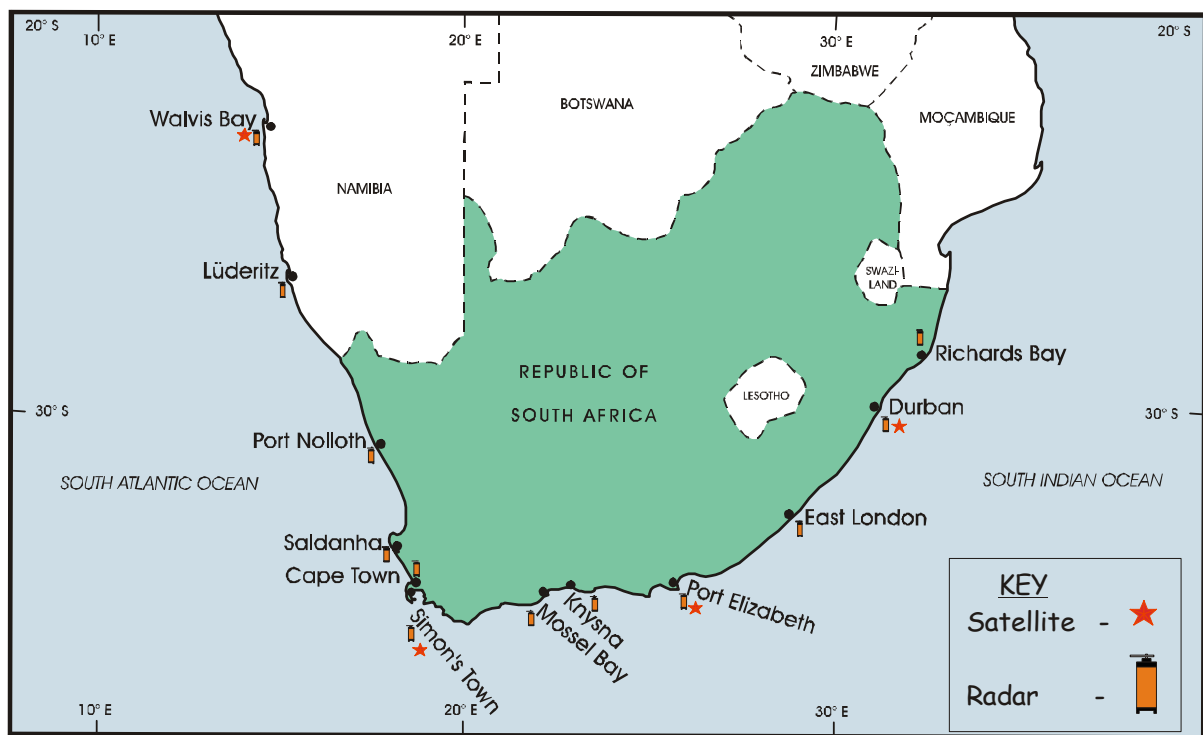 20° S
10° E
20° E
30° E
20° S
ZIMBABWE
BOTSWANA
MOÇAMBIQUE
Walvis Bay
NAMIBIA
Lüderitz
SWAZI-
LAND
Richards Bay
REPUBLIC OF
SOUTH AFRICA
LESOTHO
Durban
30° S
30° S
Port Nolloth
SOUTH ATLANTIC OCEAN
SOUTH INDIAN OCEAN
East London
Saldanha
Cape Town
Simon's Town
Mossel Bay
Knysna
Port Elizabeth
KEY
Satellite -
Radar -
10° E
20° E
30° E